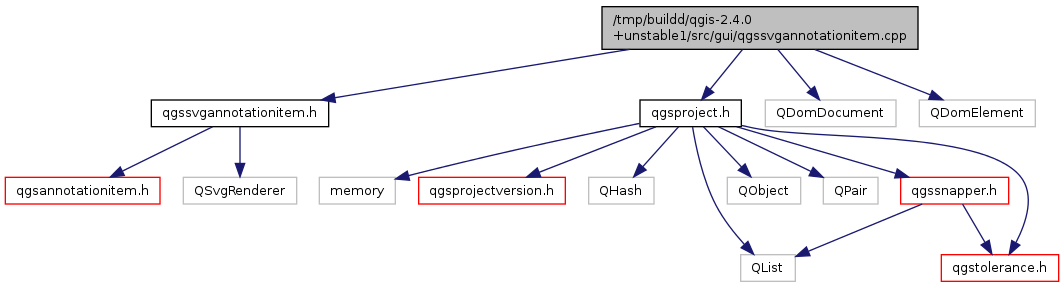 /tmp/buildd/qgis-2.4.0
+unstable1/src/gui/qgssvgannotationitem.cpp
qgssvgannotationitem.h
qgsproject.h
QDomDocument
QDomElement
qgsannotationitem.h
QSvgRenderer
memory
qgsprojectversion.h
QHash
QObject
QPair
qgssnapper.h
QList
qgstolerance.h